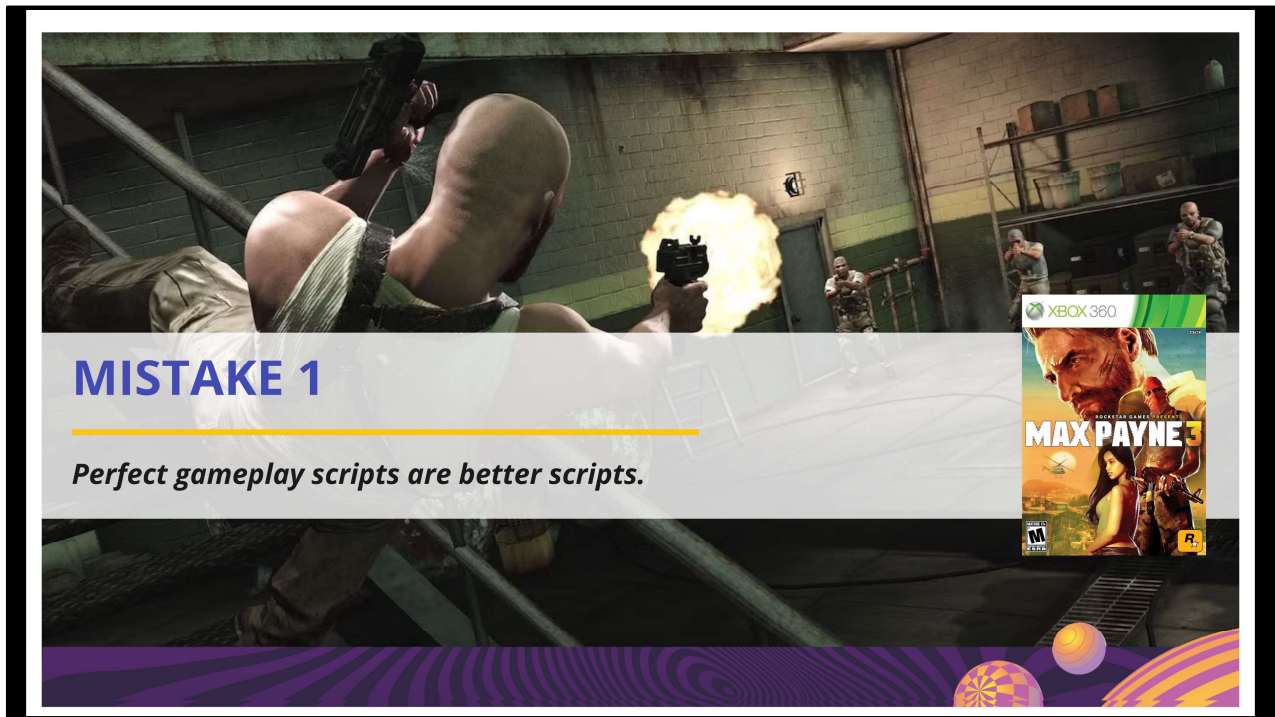 MISTAKE 1
Perfect gameplay scripts are better scripts.
XBOX 360
ROCKSTAR GAMES PRESENTS
MAX PAYNE 3
M
R